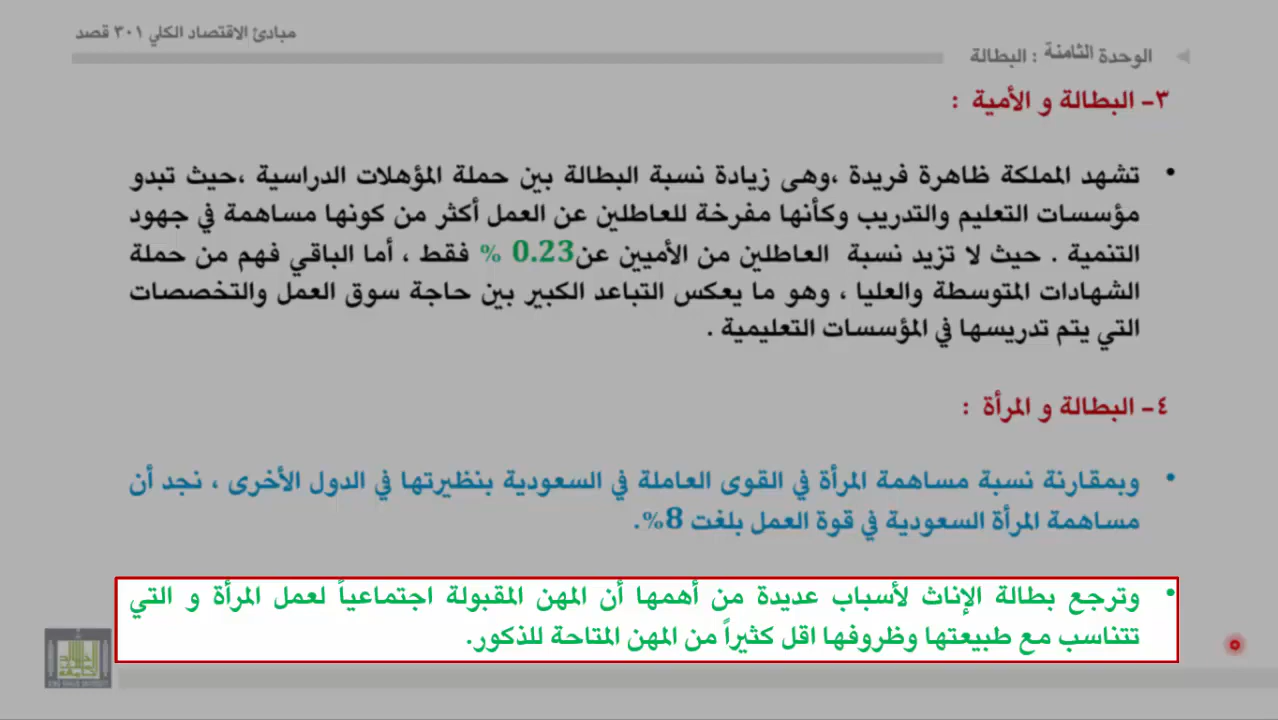 مبادئ الاقتصاد الكلي ٣٠١ قصد
الوحدة الثامنة : البطالة
٣- البطالة و الأمية :
• تشهد المملكة ظاهرة فريدة ،وهى زيادة نسبة البطالة بين حملة المؤهلات الدراسية ،حيث تبدو
مؤسسات التعليم والتدريب وكأنها مفرخة للعاطلين عن العمل أكثر من كونها مساهمة في جهود
التنمية . حيث لا تزيد نسبة العاطلين من الأميين عن0.23 % فقط ، أما الباقي فهم من حملة
الشهادات المتوسطة والعليا ، وهو ما يعكس التباعد الكبير بين حاجة سوق العمل والتخصصات
التي يتم تدريسها في المؤسسات التعليمية .
٤- البطالة و المرأة :
• وبمقارنة نسبة مساهمة المرأة في القوى العاملة في السعودية بنظيرتها في الدول الأخرى ، نجد أن
مساهمة المرأة السعودية في قوة العمل بلغت 8%.
• وترجع بطالة الإناث لأسباب عديدة من أهمها أن المهن المقبولة اجتماعياً لعمل المرأة و التي
تتناسب مع طبيعتها وظروفها اقل كثيراً من المهن المتاحة للذكور.